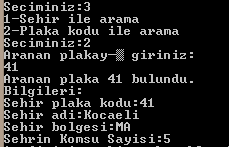 Seciminiz:3
1-Sehir ile arama
2-Plaka kodu ile arama
Seciminiz:2
Aranan plakay-▒ giriniz:
41
Aranan plaka 41 bulundu.
Bilgileri:
Sehir plaka kodu:41
Sehir adi:Kocaeli
Sehir bolgesi:MA
Sehrin Komsu Sayisi:5